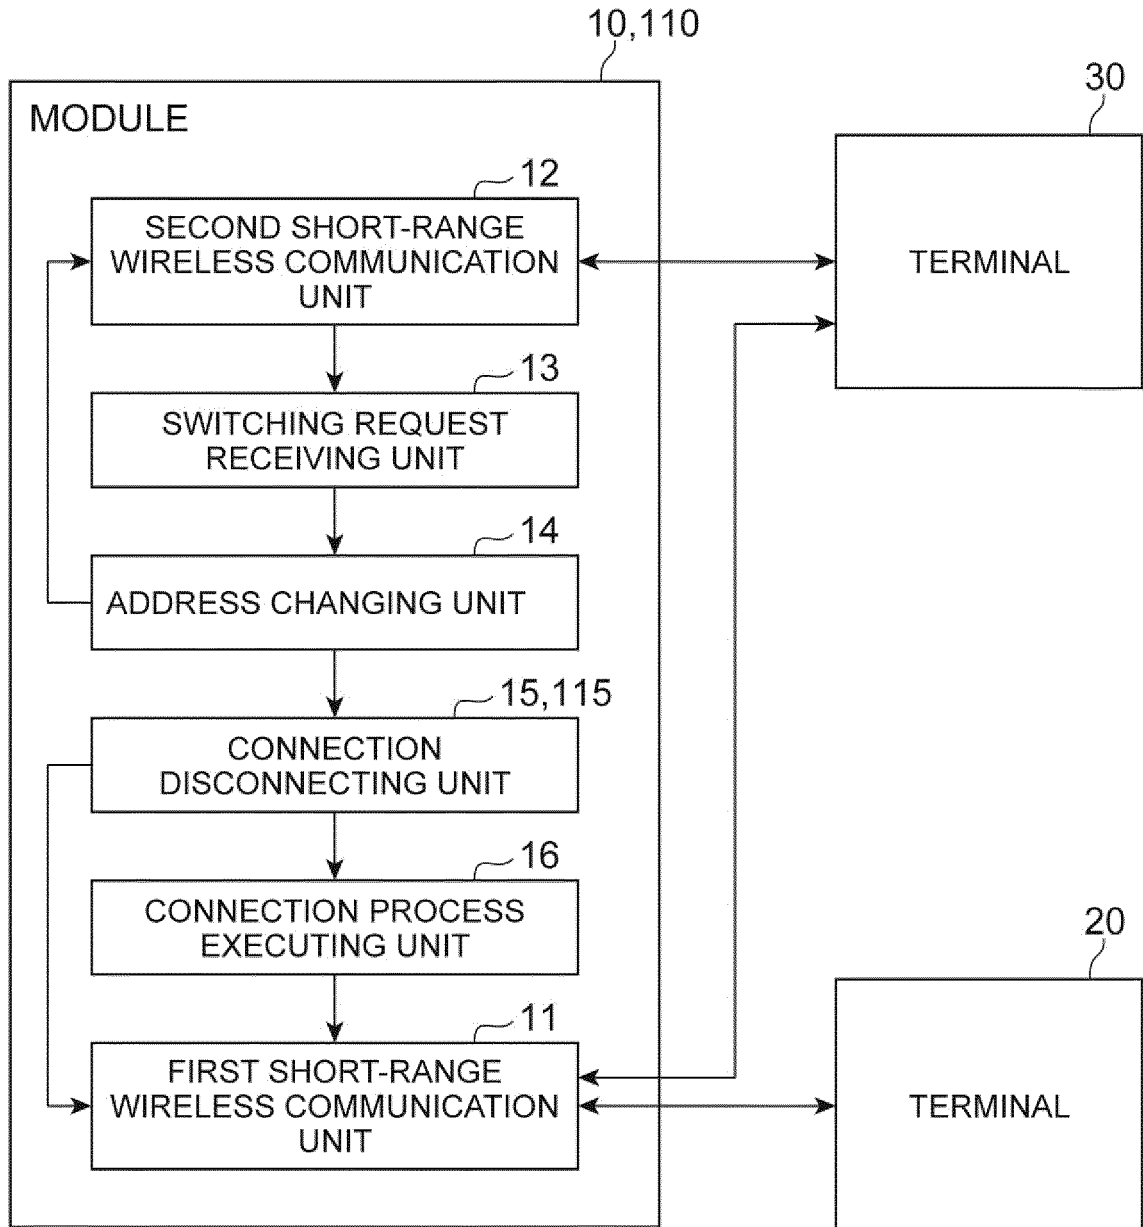 10,110
MODULE
30
TERMINAL
12
SECOND SHORT-RANGE
WIRELESS COMMUNICATION
UNIT
13
SWITCHING REQUEST
RECEIVING UNIT
14
ADDRESS CHANGING UNIT
15,115
CONNECTION
DISCONNECTING UNIT
16
CONNECTION PROCESS
EXECUTING UNIT
11
FIRST SHORT-RANGE
WIRELESS COMMUNICATION
UNIT
20
TERMINAL